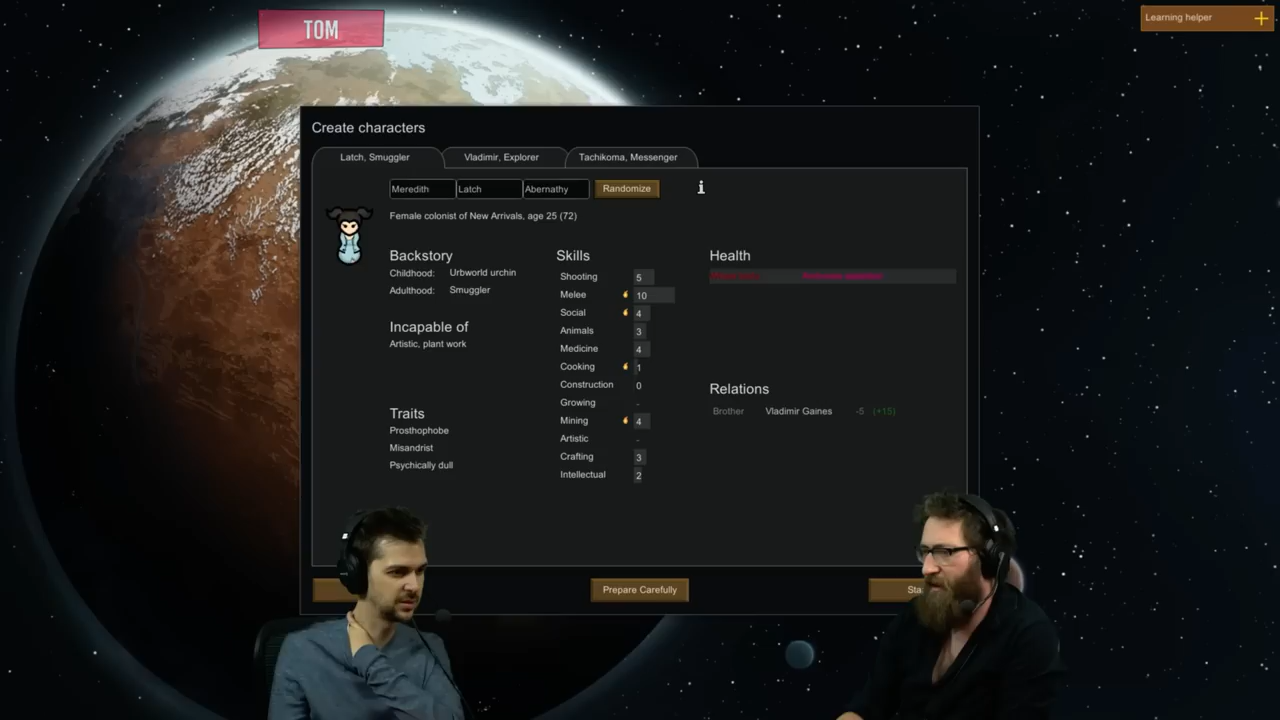 TOM
Learning helper
Create characters
Latch, Smuggler
Vladimir, Explorer
Tachikoma, Messenger
Meredith
Latch
Abernathy
Randomize
Female colonist of New Arrivals, age 25 (72)
Backstory
Childhood: Urbworld urchin
Adulthood: Smuggler
Incapable of
Artistic, plant work
Traits
Prosthophobe
Misandrist
Psychically dull
Skills
Shooting 5
Melee 10
Social 4
Animals 3
Medicine 4
Cooking 1
Construction 0
Growing -
Mining 4
Artistic -
Crafting 3
Intellectual 2
Health
Relations
Brother Vladimir Gaines -5 (+15)
Prepare Carefully